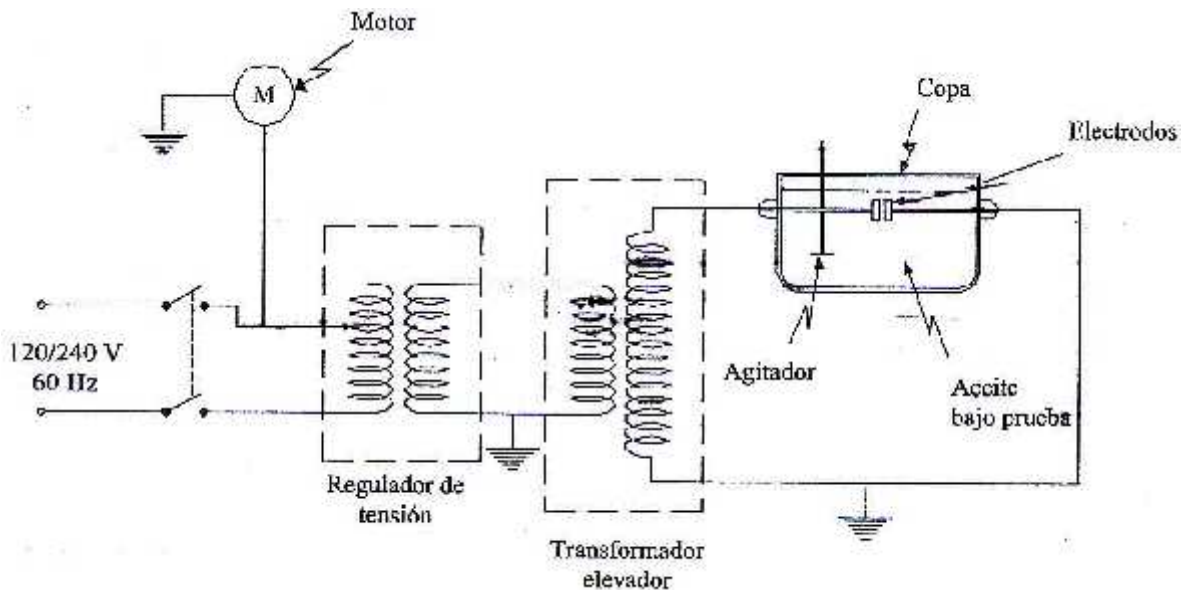 Motor
M
Copa
Electrodos
120/240 V
60 Hz
Agitador
Aceite
bajo prueba
Regulador de
tensión
Transformador
elevador